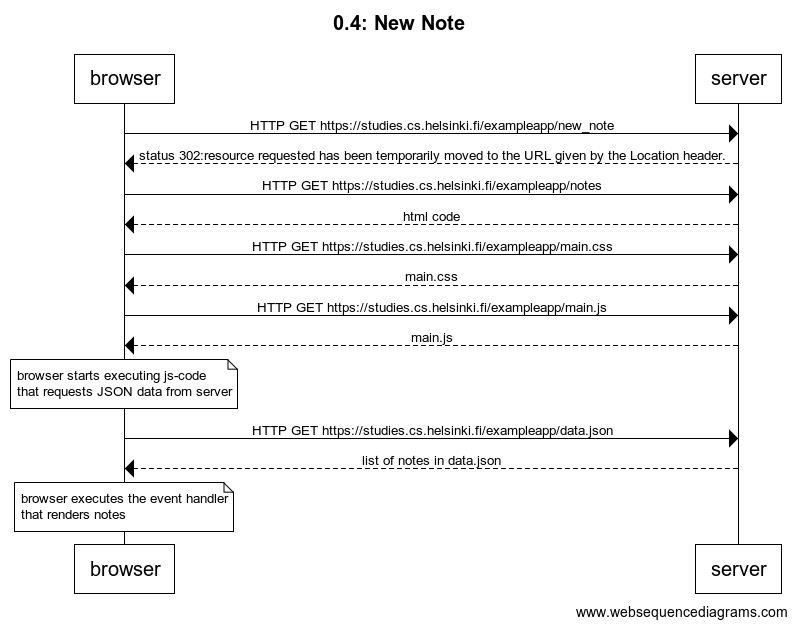 0.4: New Note
browser
server
HTTP GET https://studies.cs.helsinki.fi/exampleapp/new_note
status 302:resource requested has been temporarily moved to the URL given by the Location header.
HTTP GET https://studies.cs.helsinki.fi/exampleapp/notes
html code
HTTP GET https://studies.cs.helsinki.fi/exampleapp/main.css
main.css
HTTP GET https://studies.cs.helsinki.fi/exampleapp/main.js
main.js
browser starts executing js-code
that requests JSON data from server
HTTP GET https://studies.cs.helsinki.fi/exampleapp/data.json
list of notes in data.json
browser executes the event handler
that renders notes
browser
server
www.websequencediagrams.com